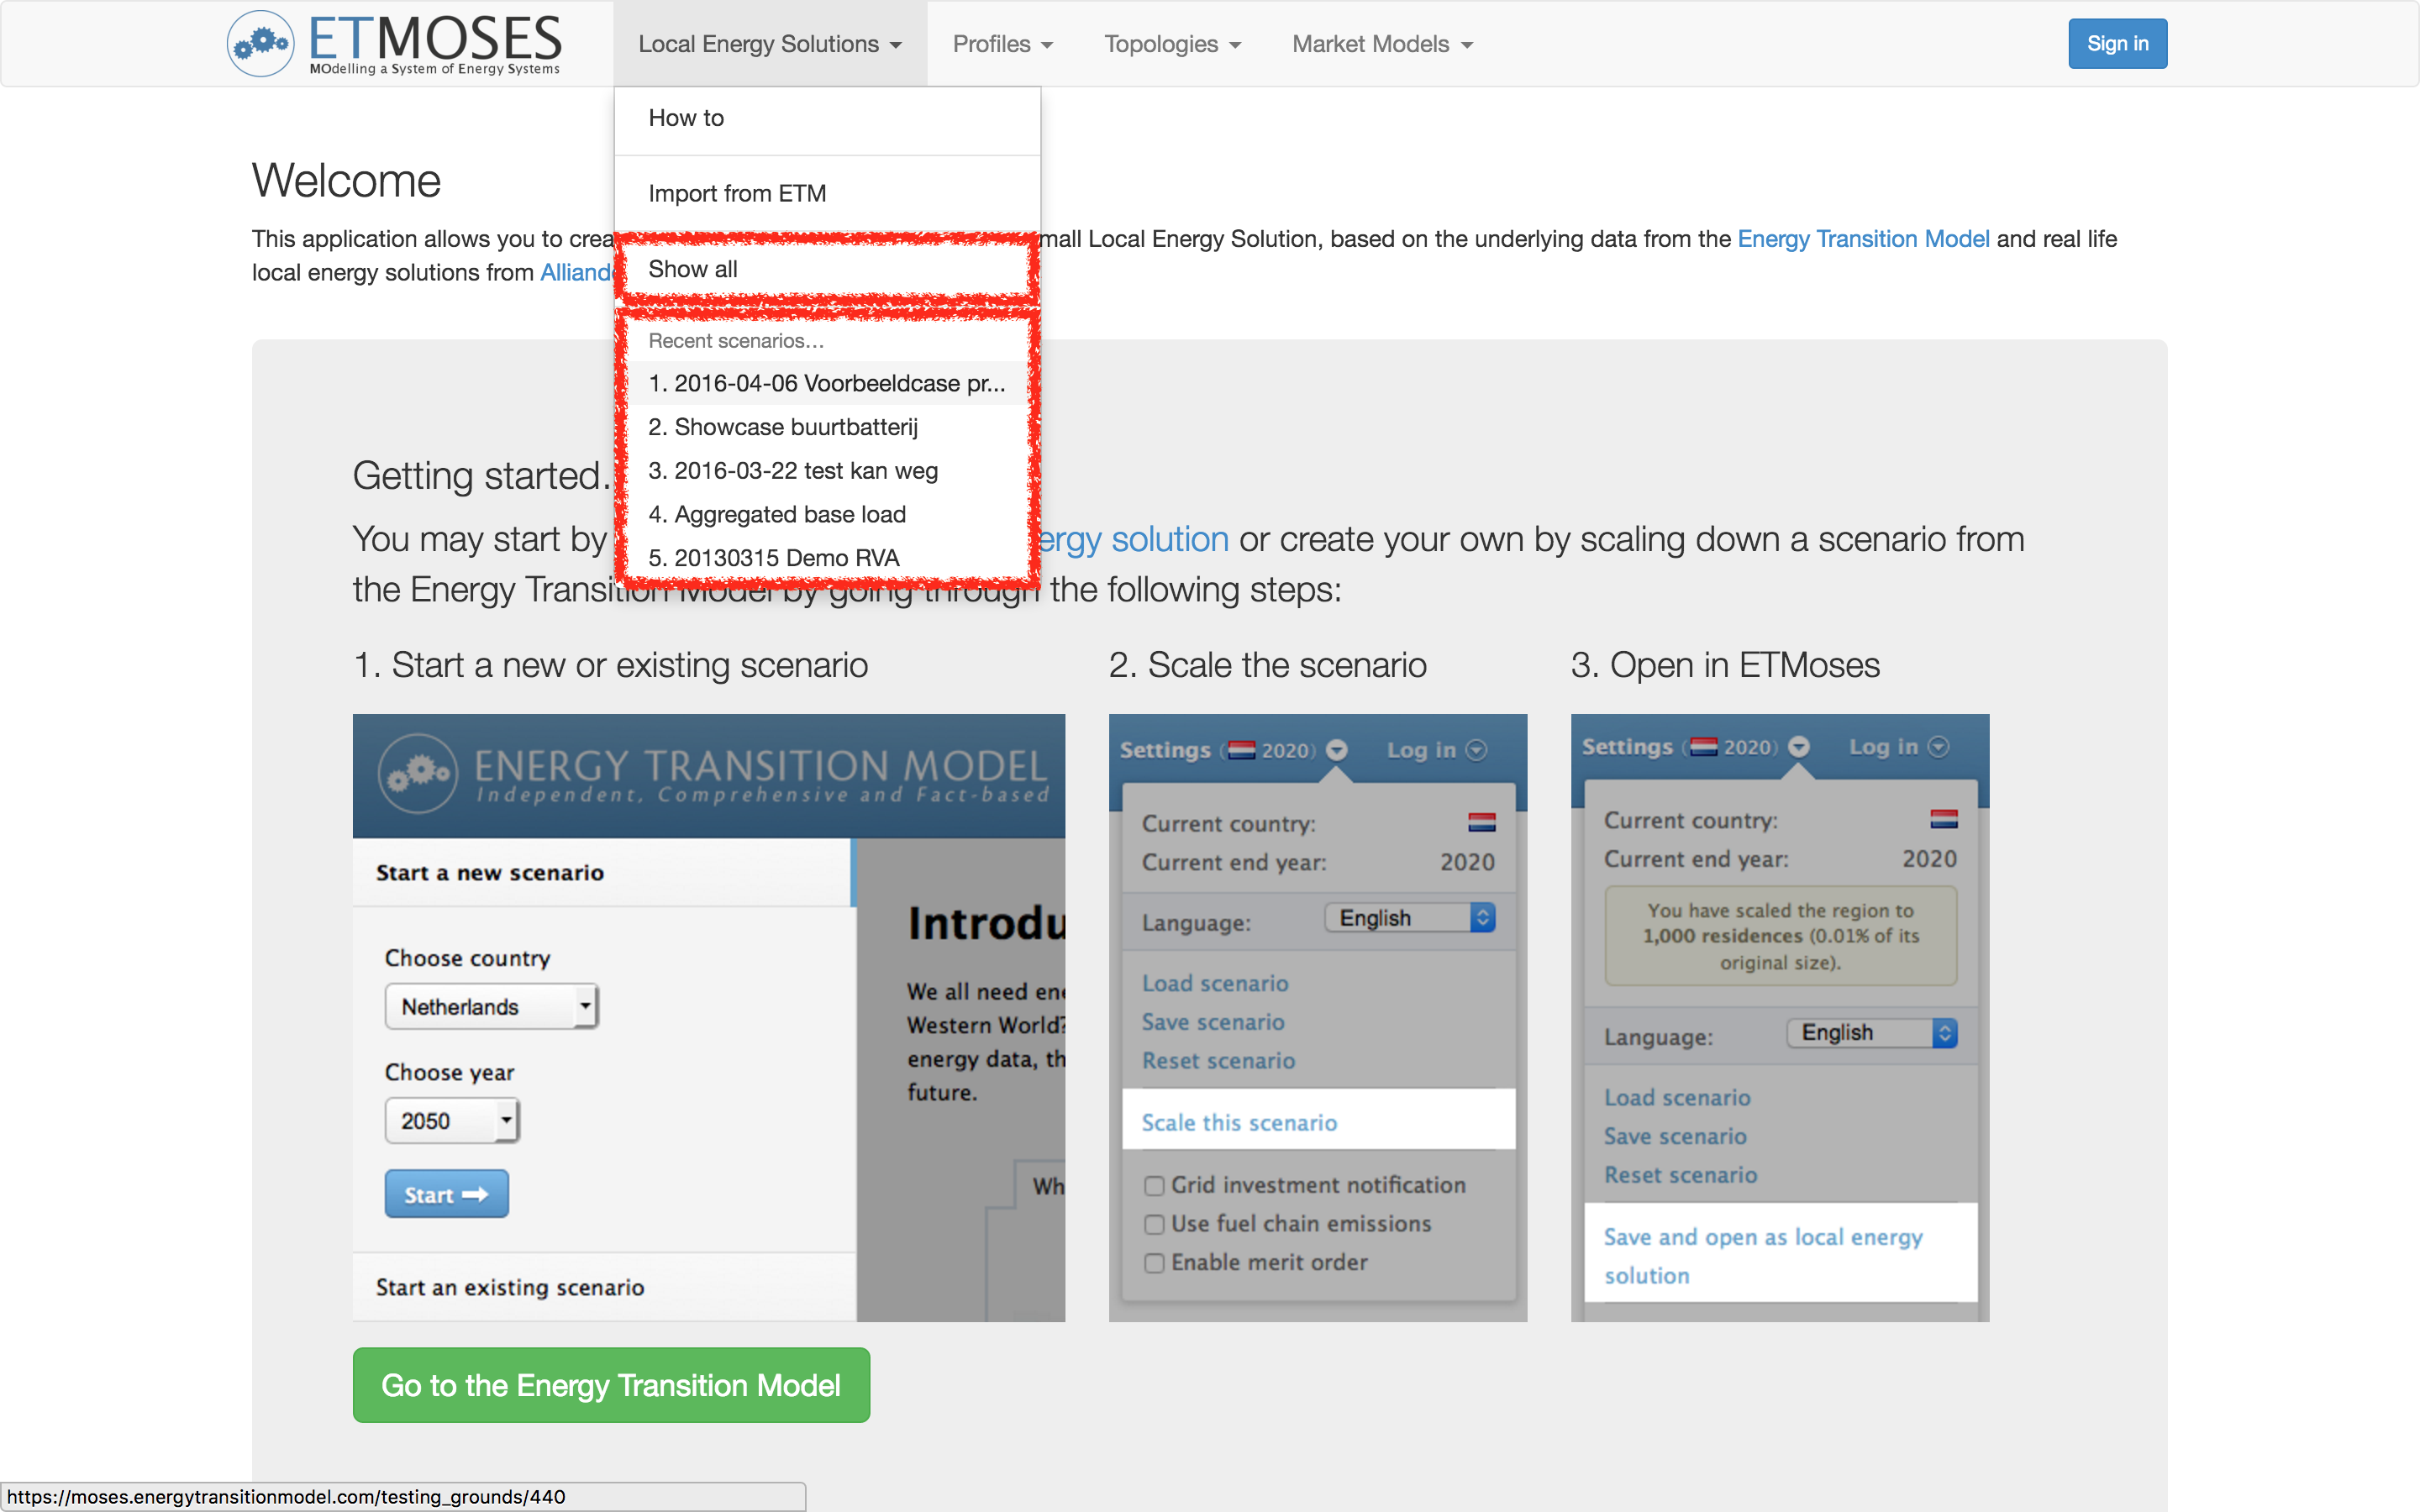 ETMOSES
MOdelling a System of Energy Systems
Local Energy Solutions
Profiles
Topologies
Market Models
Sign in
How to
Import from ETM
Show all
Recent scenarios...
1. 2016-04-06 Voorbeeldcase pr...
2. Showcase buurtbatterij
3. 2016-03-22 test kan weg
4. Aggregated base load
5. 20130315 Demo RVA
Welcome
This application allows you to crea mall Local Energy Solution, based on the underlying data from the Energy Transition Model and real life
local energy solutions from Alliand
Getting started.
You may start by ergy solution or create your own by scaling down a scenario from
the Energy Transition Model by going through the following steps:
1. Start a new or existing scenario
ENERGY TRANSITION MODEL
Independent, Comprehensive and Fact-based
Start a new scenario
Choose country
Netherlands
Choose year
2050
Start
Start an existing scenario
Introdu
We all need ene
Western World?
energy data, th
future.
Wh
2. Scale the scenario
Settings (2020)
Log in
Current country:
Current end year: 2020
Language: English
Load scenario
Save scenario
Reset scenario
Scale this scenario
Grid investment notification
Use fuel chain emissions
Enable merit order
3. Open in ETMoses
Settings (2020)
Log in
Current country:
Current end year: 2020
You have scaled the region to
1,000 residences (0.01% of its
original size).
Language: English
Load scenario
Save scenario
Reset scenario
Save and open as local energy
solution
Go to the Energy Transition Model
https://moses.energytransitionmodel.com/testing_grounds/440